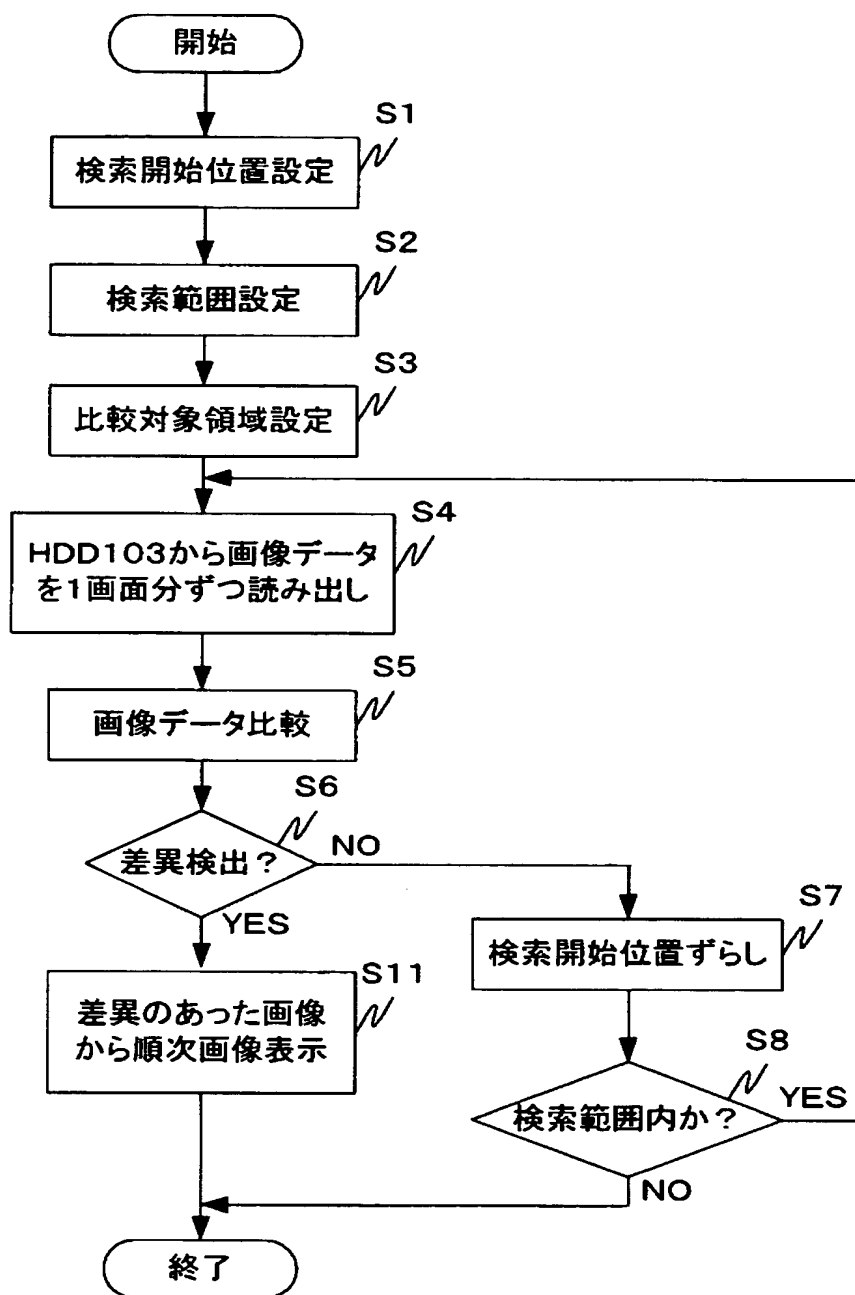 開始
S1
検索開始位置設定
S2
検索範囲設定
S3
比較対象領域設定
S4
HDD103から画像データ
を1画面分ずつ読み出し
S5
画像データ比較
S6
差異検出?
NO
YES
S7
検索開始位置ずらし
S11
差異のあった画像
から順次画像表示
S8
検索範囲内か?
YES
NO
終了